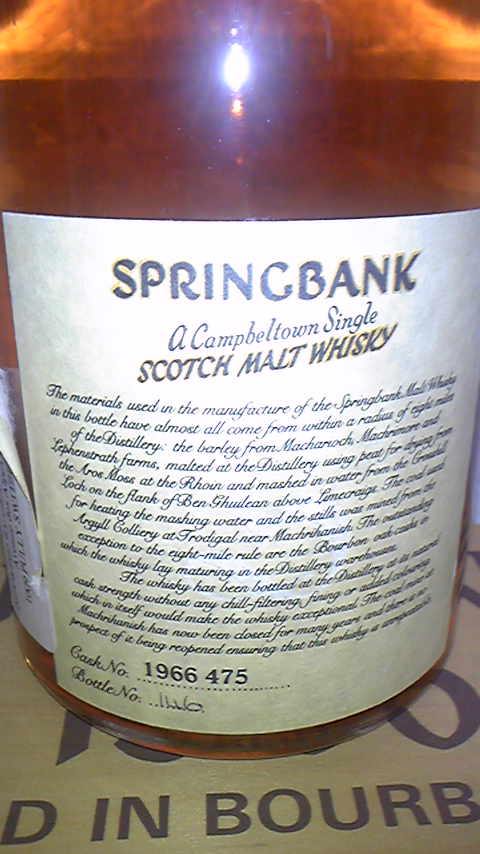 SPRINGBANK
A Campbeltown Single
SCOTCH MALT WHISKY
The materials used in the manufacture of the Springbank Malt Whisky
in this bottle have almost all come from within a radius of eight miles
of the Distillery: the barley from Macharioch, Machrimore and
Lephenstrath farms, malted at the Distillery using peat for drying from
the Aros Moss at the Rhoin and mashed in water from the Crosshill
Loch on the flank of Ben Ghuilean above Limecraigs. The coal used
for heating the mashing water and the stills was mined from the
Argyll Colliery at Trodigal near Machrihanish. The outstanding
exception to the eight-mile rule are the Bourbon oak casks in
which the whisky lay maturing in the Distillery warehouse.
The whisky has been bottled at the Distillery at its natural
cask strength without any chill-filtering, fining or added colouring
which in itself would make the whisky exceptional. The coal mine at
Machrihanish has now been closed for many years and there is no
prospect of it being reopened ensuring that this whisky is unrepeatable.
Cask No. 1966 475
Bottle No.
D IN BOURB